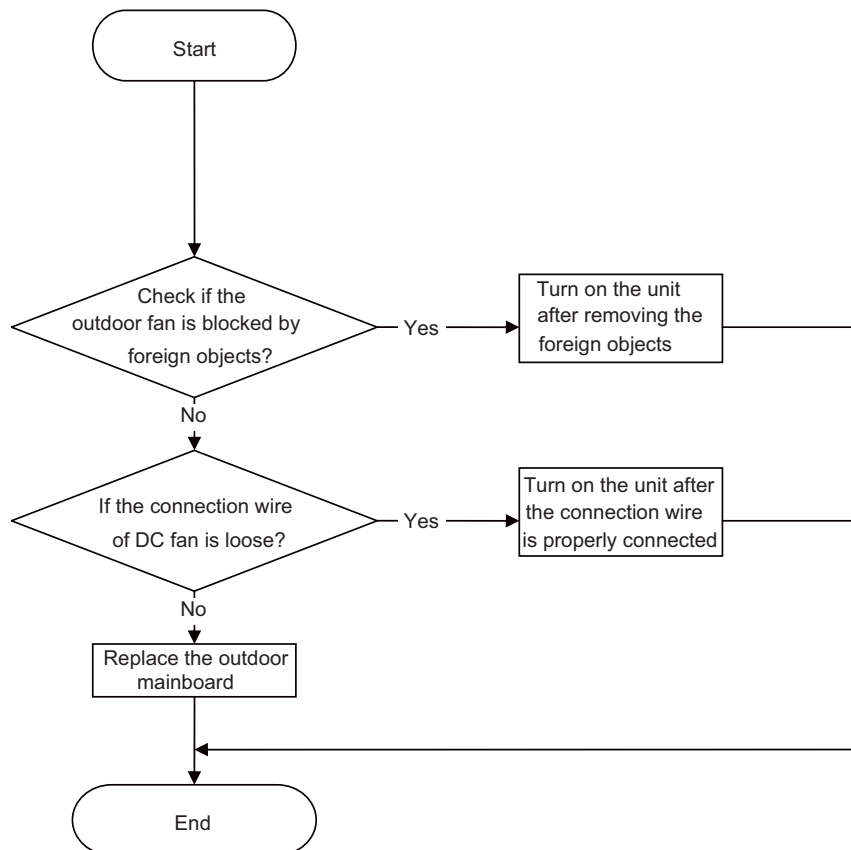 Start
Check if the
outdoor fan is blocked by
foreign objects?
Yes
Turn on the unit
after removing the
foreign objects
No
If the connection wire
of DC fan is loose?
Yes
Turn on the unit after
the connection wire
is properly connected
No
Replace the outdoor
mainboard
End